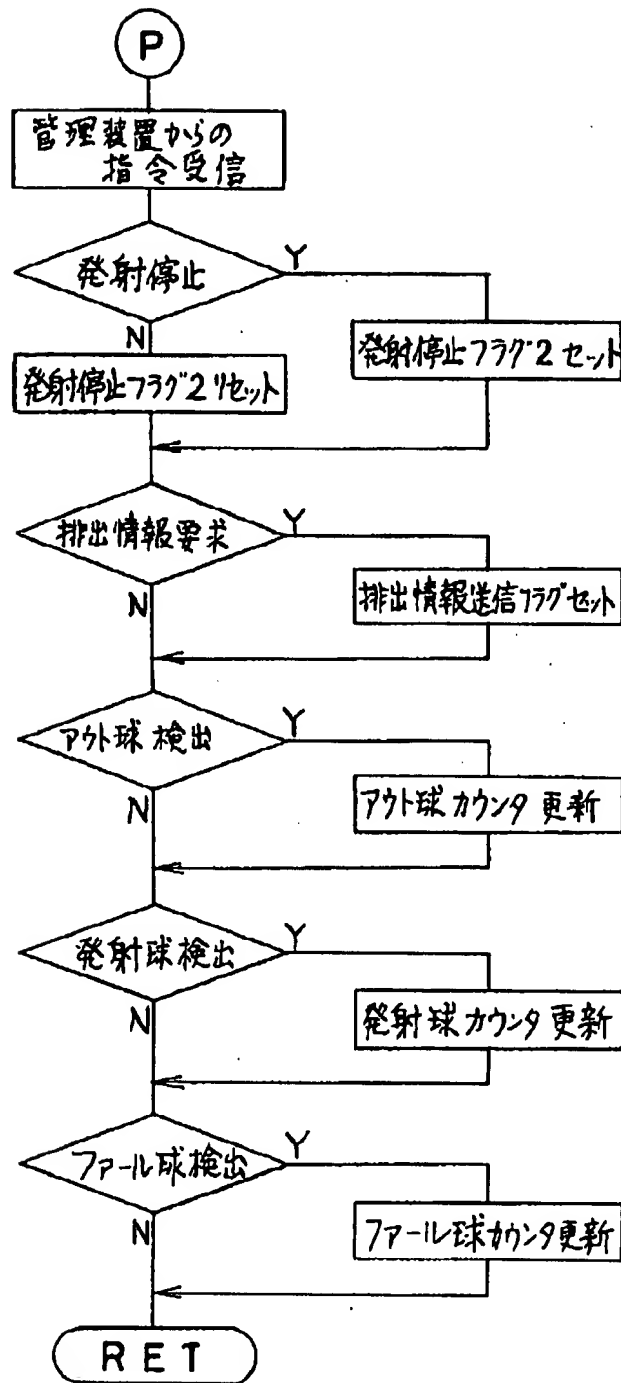 P
管理装置からの
指令受信
発射停止
Y
N
発射停止フラグ2リセット
発射停止フラグ2セット
排出情報要求
Y
N
排出情報送信フラグセット
アウト球検出
Y
N
アウト球カウンタ更新
発射球検出
Y
N
発射球カウンタ更新
ファール球検出
Y
N
ファール球カウンタ更新
RET